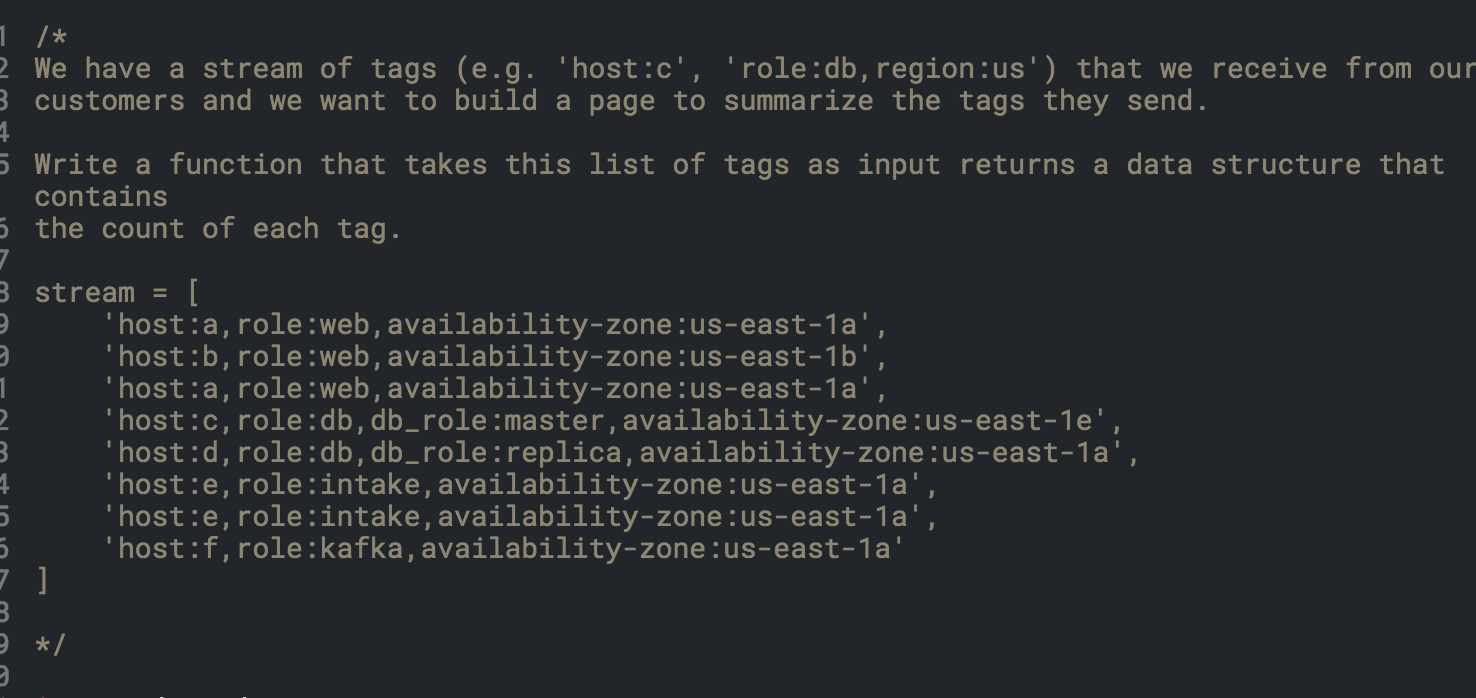 1 /*
2 We have a stream of tags (e.g. 'host:c', 'role:db,region:us') that we receive from our
3 customers and we want to build a page to summarize the tags they send.
4
5 Write a function that takes this list of tags as input returns a data structure that
contains
6 the count of each tag.
7
8 stream = [
9     'host:a,role:web,availability-zone:us-east-1a',
0     'host:b,role:web,availability-zone:us-east-1b',
1     'host:a,role:web,availability-zone:us-east-1a',
2     'host:c,role:db,db_role:master,availability-zone:us-east-1e',
3     'host:d,role:db,db_role:replica,availability-zone:us-east-1a',
4     'host:e,role:intake,availability-zone:us-east-1a',
5     'host:e,role:intake,availability-zone:us-east-1a',
6     'host:f,role:kafka,availability-zone:us-east-1a'
7 ]
8
9 */
0